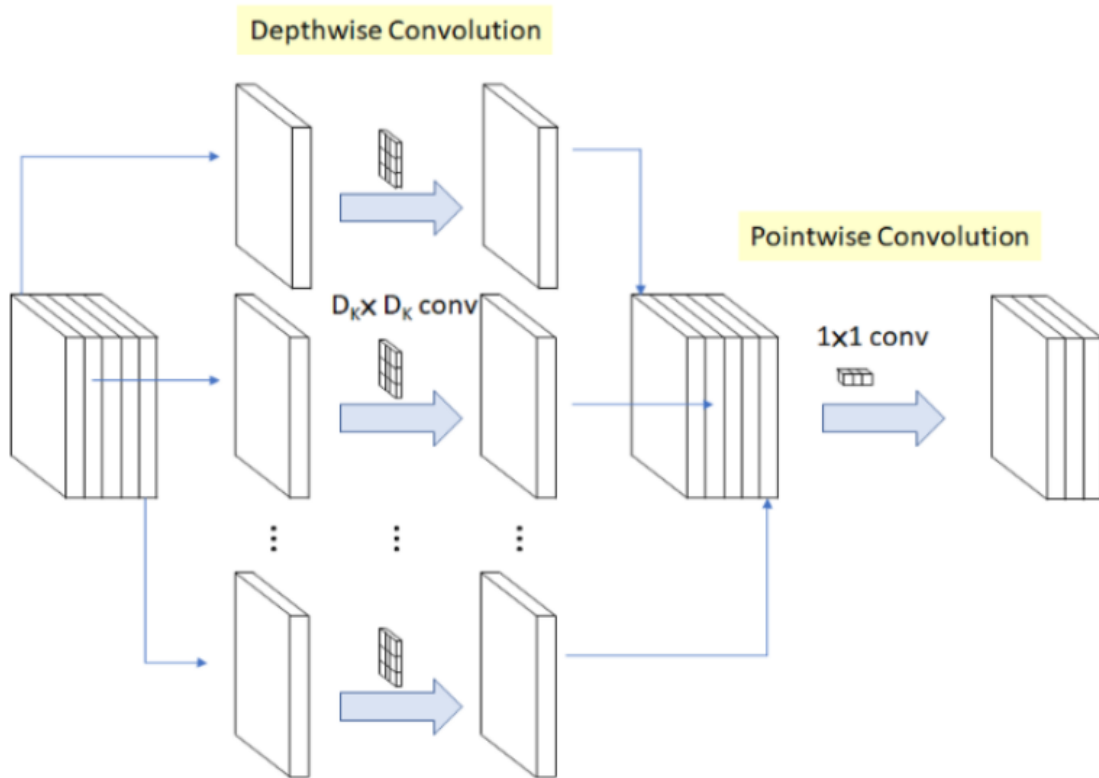 Depthwise Convolution
Pointwise Convolution
Dₖx Dₖ conv
1x1 conv
...
...
...